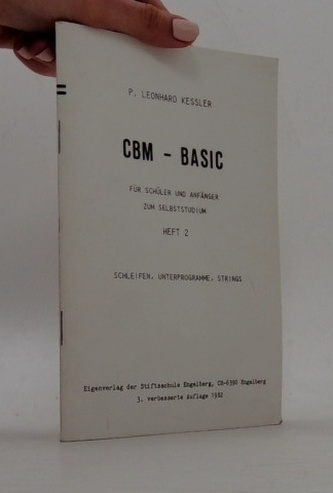 P. LEONHARD KESSLER
CBM - BASIC
FÜR SCHÜLER UND ANFÄNGER
ZUM SELBSTSTUDIUM
HEFT 2
SCHLEIFEN, UNTERPROGRAMME, STRINGS
Eigenverlag der Stiftsschule Engelberg, CH-6390 Engelberg
3. verbesserte Auflage 1982